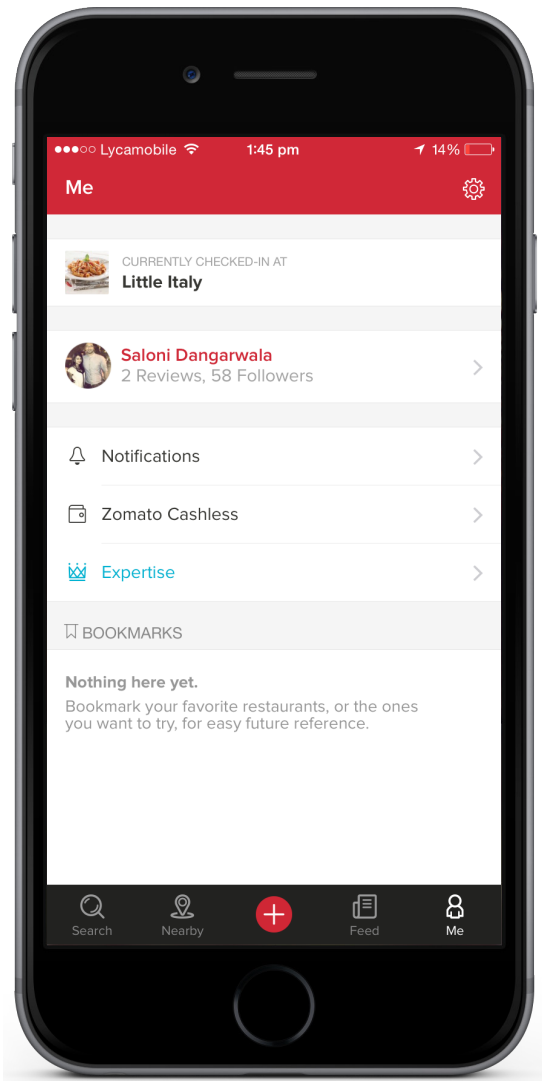 Lycamobile 1:45 pm 14%
Me
CURRENTLY CHECKED-IN AT
Little Italy
Saloni Dangarwala
2 Reviews, 58 Followers
Notifications
Zomato Cashless
Expertise
BOOKMARKS
Nothing here yet.
Bookmark your favorite restaurants, or the ones
you want to try, for easy future reference.
Search Nearby Feed Me